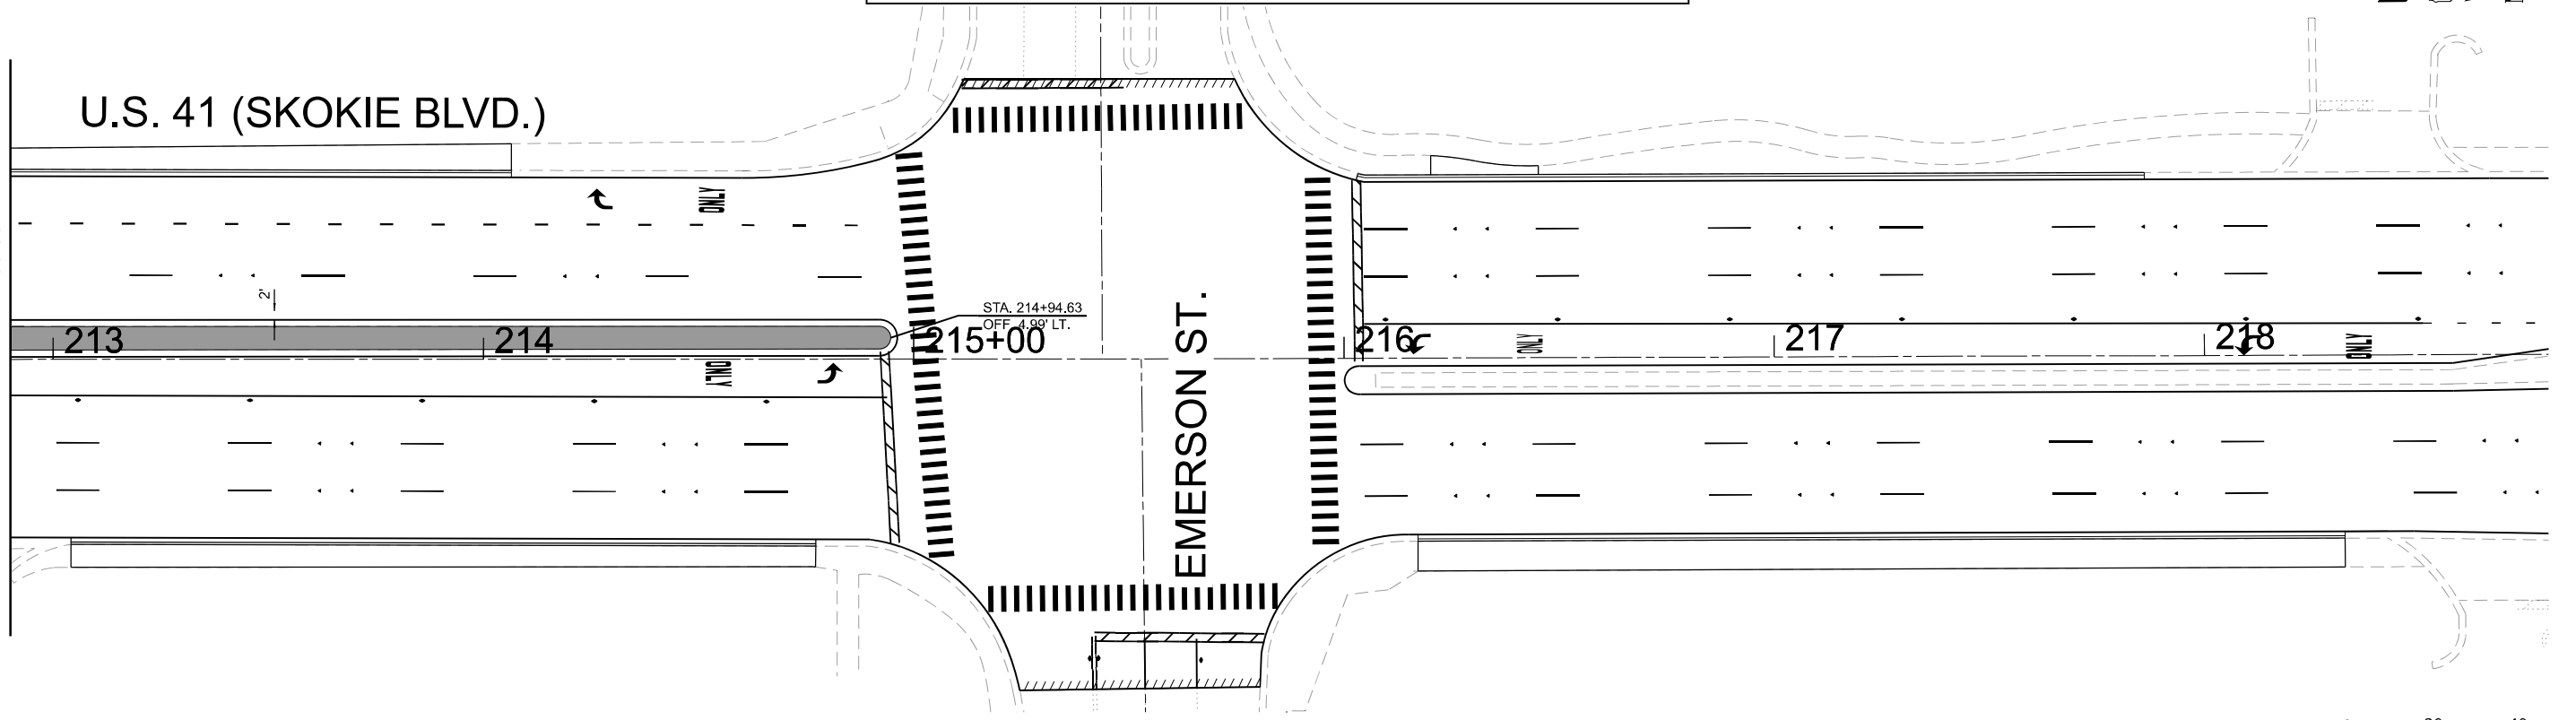 U.S. 41 (SKOKIE BLVD.)
ONLY
2'
STA. 214+94.63
OFF. 4.99' LT.
213
214
215+00
216
ONLY
217
218
ONLY
ONLY
EMERSON ST.